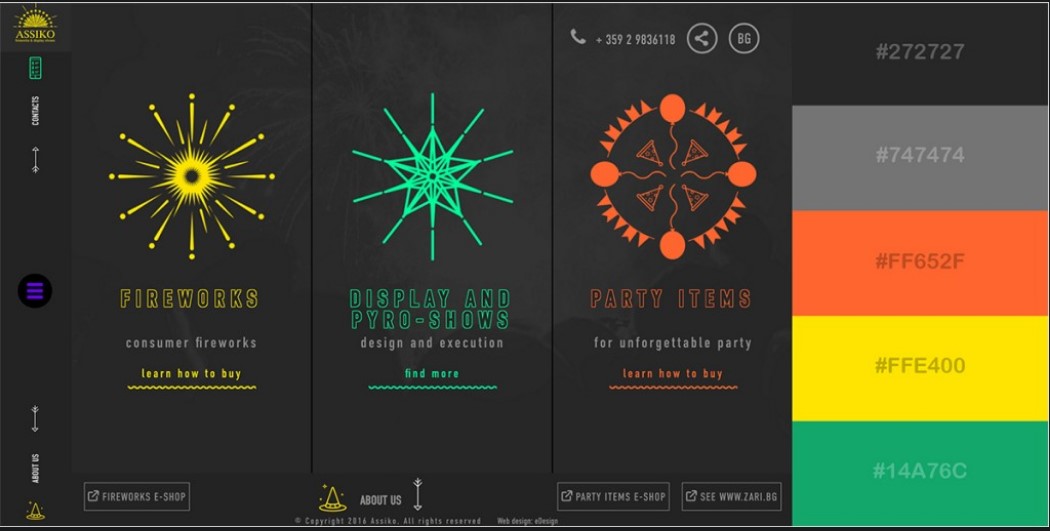 ASSIKO
CONTACTS
ABOUT US
+ 359 2 9836118
BG
FIREWORKS
consumer fireworks
learn how to buy
DISPLAY AND
PYRO-SHOWS
design and execution
find more
PARTY ITEMS
for unforgettable party
learn how to buy
FIREWORKS E-SHOP
ABOUT US
PARTY ITEMS E-SHOP
SEE WWW.ZARI.BG
© Copyright 2016 Assiko. All rights reserved Web design: eDesign
#272727
#747474
#FF652F
#FFE400
#14A76C